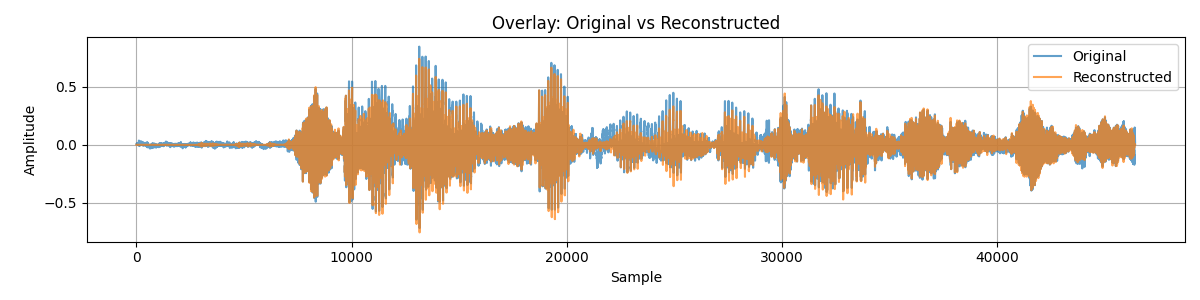 Overlay: Original vs Reconstructed
Original
Reconstructed
Amplitude
0.5
0.0
−0.5
0 10000 20000 30000 40000
Sample